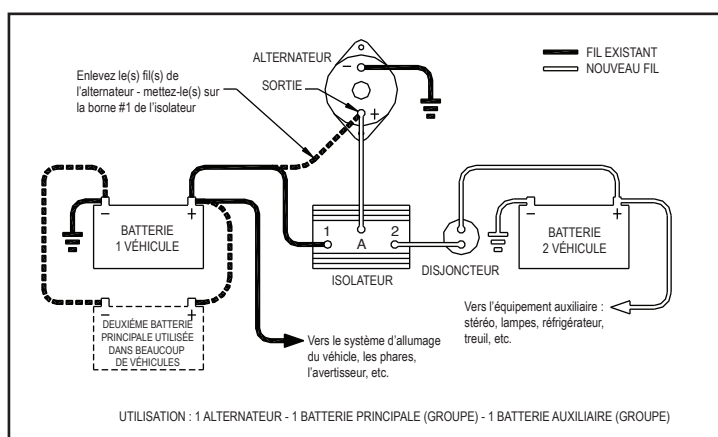 ALTERNATEUR
FIL EXISTANT
NOUVEAU FIL
Enlevez le(s) fil(s) de
l'alternateur - mettez-le(s) sur
la borne #1 de l'isolateur
SORTIE
−
+
BATTERIE
1 VÉHICULE
−
+
1
A
2
ISOLATEUR
DISJONCTEUR
BATTERIE
2 VÉHICULE
−
+
DEUXIÈME BATTERIE
PRINCIPALE UTILISÉE
DANS BEAUCOUP
DE VÉHICULES
−
+
Vers le système d'allumage
du véhicule, les phares,
l'avertisseur, etc.
Vers l'équipement auxiliaire :
stéréo, lampes, réfrigérateur,
treuil, etc.
UTILISATION : 1 ALTERNATEUR - 1 BATTERIE PRINCIPALE (GROUPE) - 1 BATTERIE AUXILIAIRE (GROUPE)